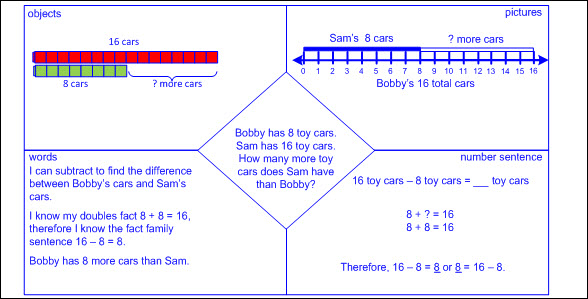 objects
pictures
16 cars
8 cars
? more cars
Sam's 8 cars
? more cars
0 1 2 3 4 5 6 7 8 9 10 11 12 13 14 15 16
Bobby's 16 total cars
Bobby has 8 toy cars.
Sam has 16 toy cars.
How many more toy
cars does Sam have
than Bobby?
words
I can subtract to find the difference
between Bobby's cars and Sam's
cars.
I know my doubles fact 8 + 8 = 16,
therefore I know the fact family
sentence 16 – 8 = 8.
Bobby has 8 more cars than Sam.
number sentence
16 toy cars – 8 toy cars = ___ toy cars
8 + ? = 16
8 + 8 = 16
Therefore, 16 – 8 = 8 or 8 = 16 – 8.